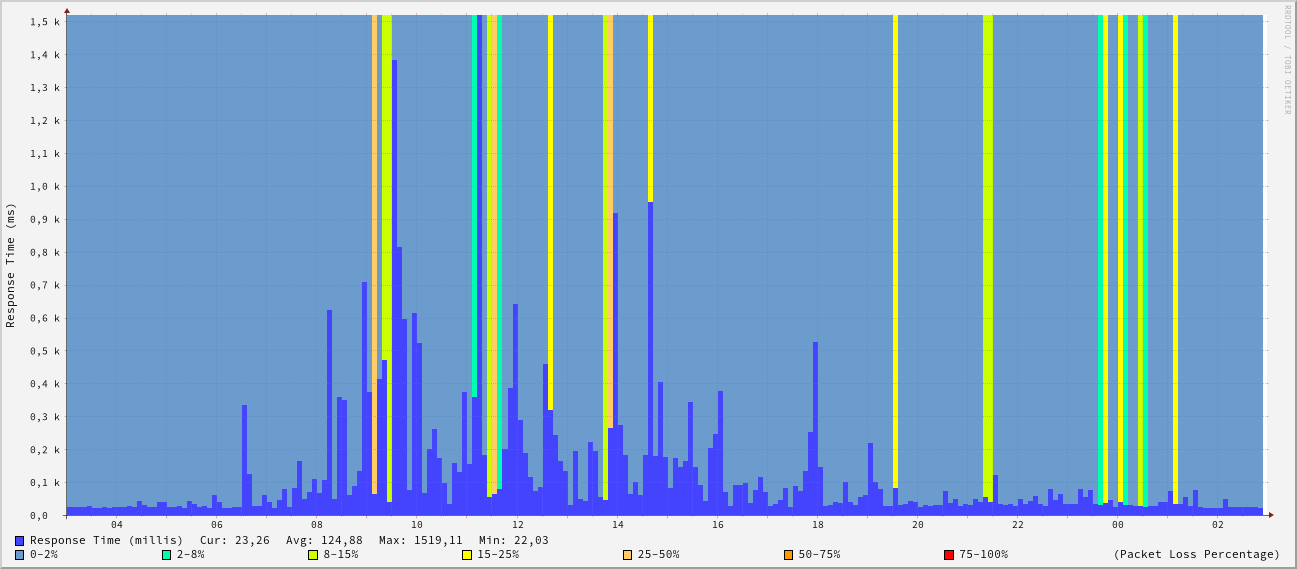 RRDTOOL / TOBI OETIKER
Response Time (ms)
1,5 k
1,4 k
1,3 k
1,2 k
1,1 k
1,0 k
0,9 k
0,8 k
0,7 k
0,6 k
0,5 k
0,4 k
0,3 k
0,2 k
0,1 k
0,0
04 06 08 10 12 14 16 18 20 22 00 02
Response Time (millis) Cur: 23,26 Avg: 124,88 Max: 1519,11 Min: 22,03
0-2% 2-8% 8-15% 15-25% 25-50% 50-75% 75-100% (Packet Loss Percentage)